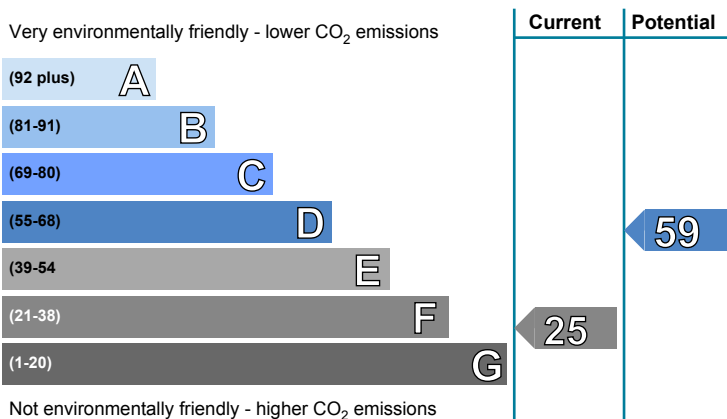 Current Potential
Very environmentally friendly - lower CO2 emissions
(92 plus) A
(81-91) B
(69-80) C
(55-68) D
59
(39-54 E
(21-38) F
25
(1-20) G
Not environmentally friendly - higher CO2 emissions